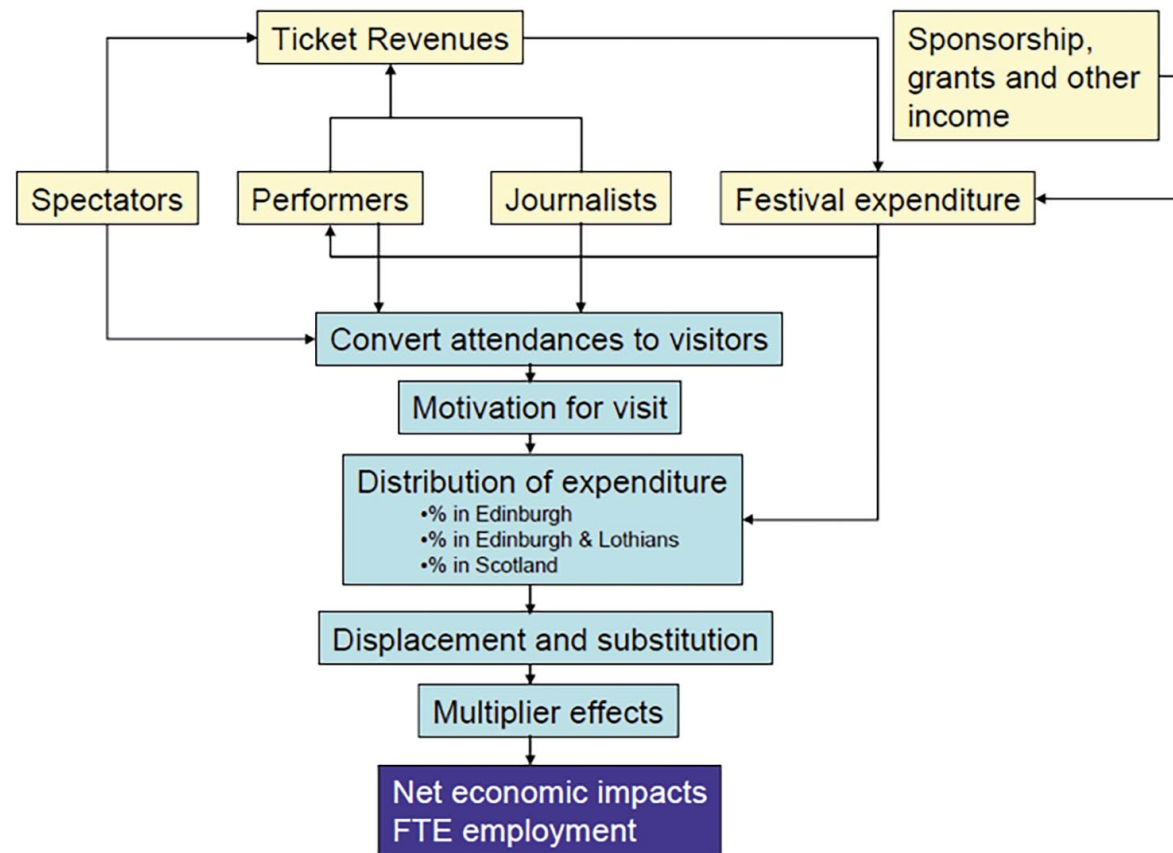 Ticket Revenues
Sponsorship,
grants and other
income
Spectators
Performers
Journalists
Festival expenditure
Convert attendances to visitors
Motivation for visit
Distribution of expenditure
•% in Edinburgh
•% in Edinburgh & Lothians
•% in Scotland
Displacement and substitution
Multiplier effects
Net economic impacts
FTE employment